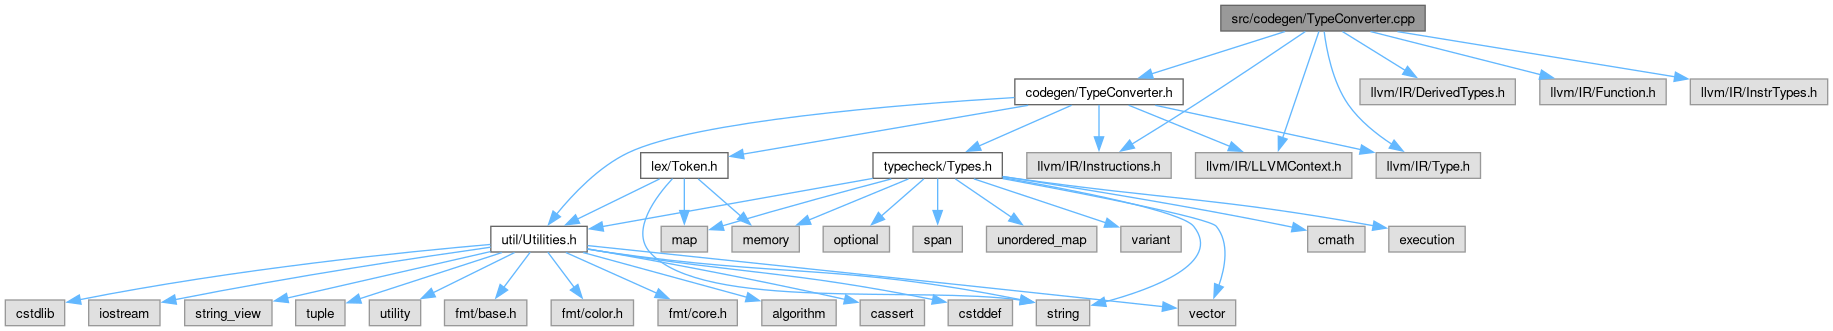 src/codegen/TypeConverter.cpp
codegen/TypeConverter.h
llvm/IR/DerivedTypes.h
llvm/IR/Function.h
llvm/IR/InstrTypes.h
lex/Token.h
typecheck/Types.h
llvm/IR/Instructions.h
llvm/IR/LLVMContext.h
llvm/IR/Type.h
util/Utilities.h
map
memory
optional
span
unordered_map
variant
cmath
execution
cstdlib
iostream
string_view
tuple
utility
fmt/base.h
fmt/color.h
fmt/core.h
algorithm
cassert
cstddef
string
vector